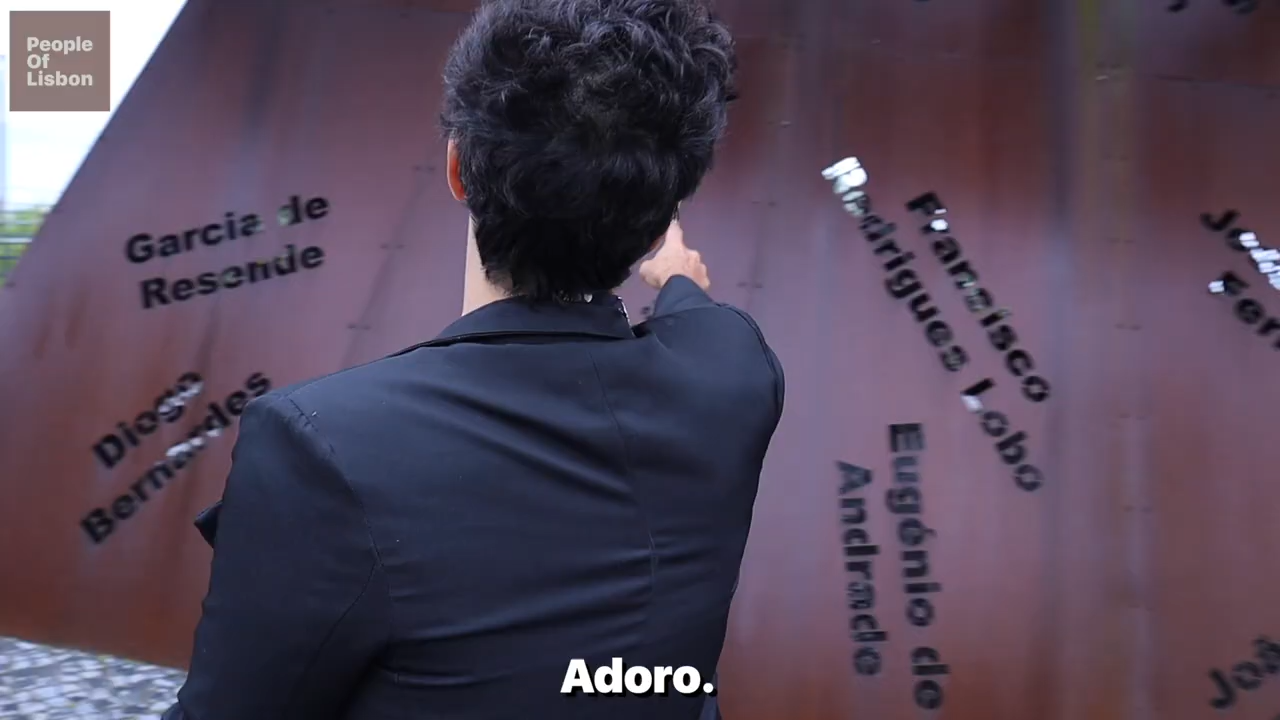 People
Of
Lisbon
Garcia de
Resende
Diogo
Bernardes
Francisco
Rodrigues Lobo
Eugénio de
Andrade
Adoro.